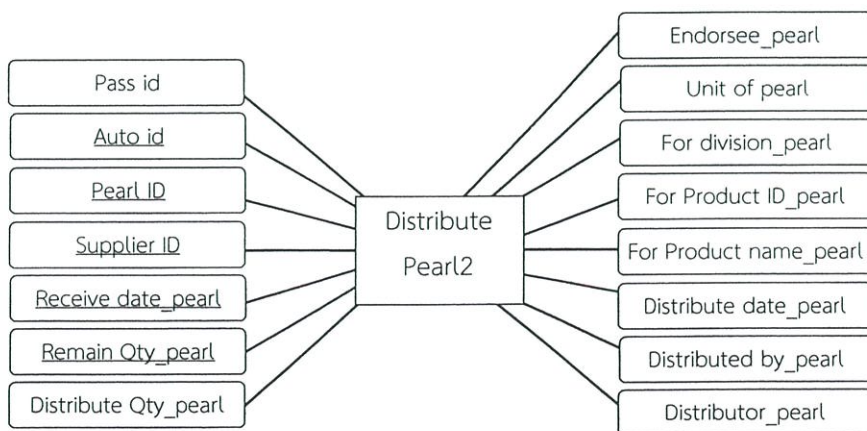 Pass id
Auto id
Pearl ID
Supplier ID
Receive date_pearl
Remain Qty_pearl
Distribute Qty_pearl
Distribute
Pearl2
Endorsee_pearl
Unit of pearl
For division_pearl
For Product ID_pearl
For Product name_pearl
Distribute date_pearl
Distributed by_pearl
Distributor_pearl